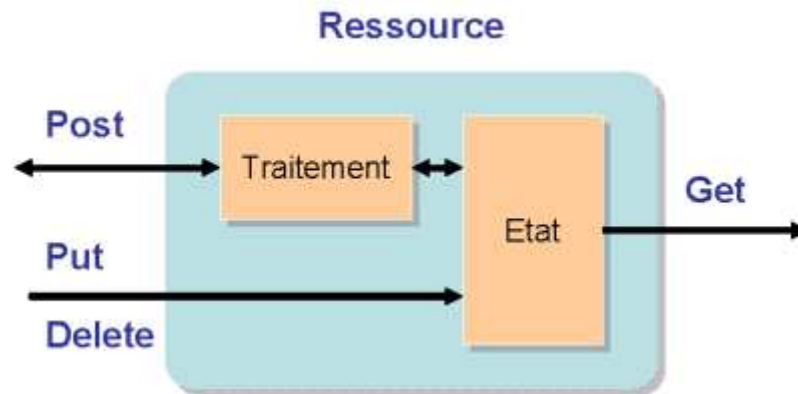 Ressource
Post
Traitement
Etat
Get
Put
Delete